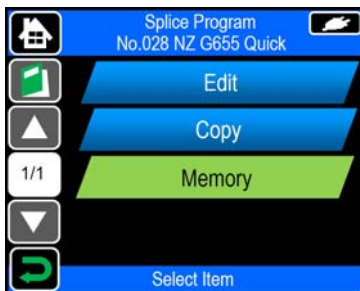 Splice Program
No.028 NZ G655 Quick
Edit
Copy
1/1
Memory
Select Item